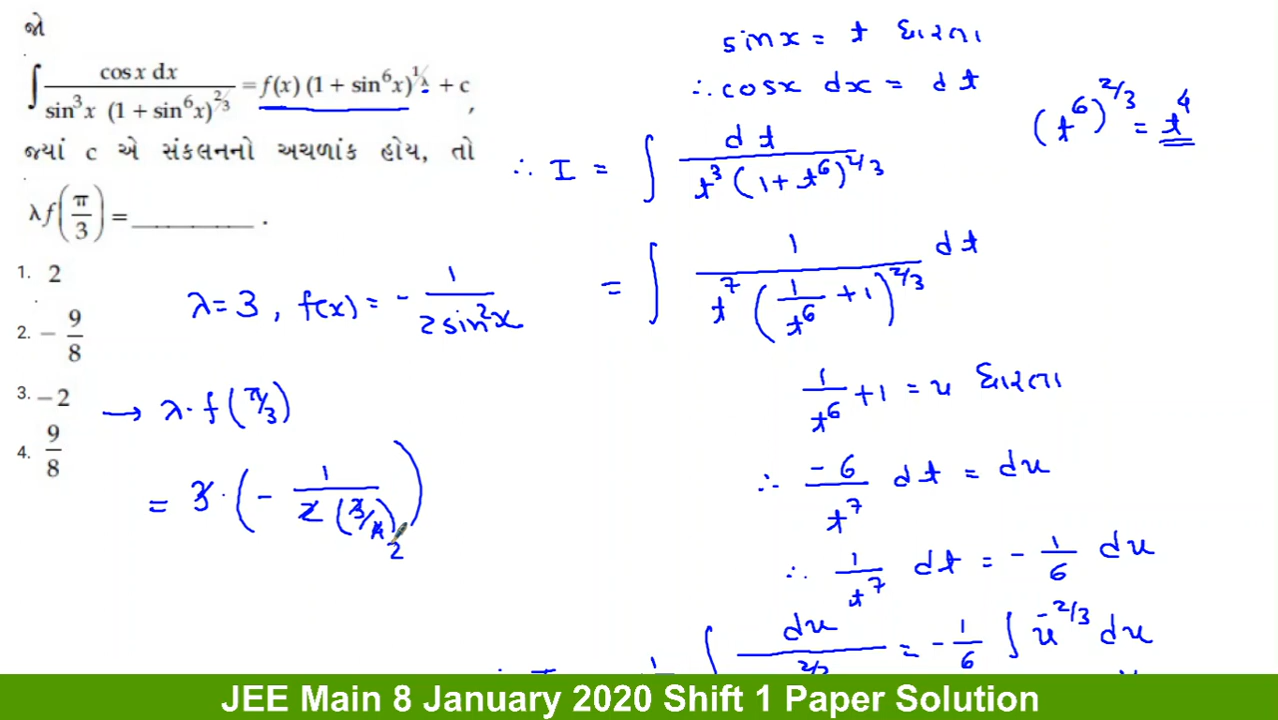 જો
∫ cos x dx / sin³x (1 + sin⁶x)^(2/3) = f(x) (1 + sin⁶x)^(1/λ) + c ,
જ્યાં c એ સંકલનનો અચળાંક હોય, તો
λf(π/3) = ________ .
1. 2
2. − 9/8
3. −2
4. 9/8
λ = 3 , f(x) = − 1 / 2 sin²x
→ λ · f(π/3)
= 3 · (− 1 / 2 (3/4)) 2
sin x = t ધારતા
∴ cos x dx = dt
(t⁶)^(2/3) = t⁴
∴ I = ∫ dt / t³ (1 + t⁶)^(2/3)
= ∫ 1 / t⁷ (1/t⁶ + 1)^(2/3) dt
1/t⁶ + 1 = u ધારતા
∴ −6/t⁷ dt = du
∴ 1/t⁷ dt = − 1/6 du
du = − 1/6 ∫ u^(−2/3) du
JEE Main 8 January 2020 Shift 1 Paper Solution